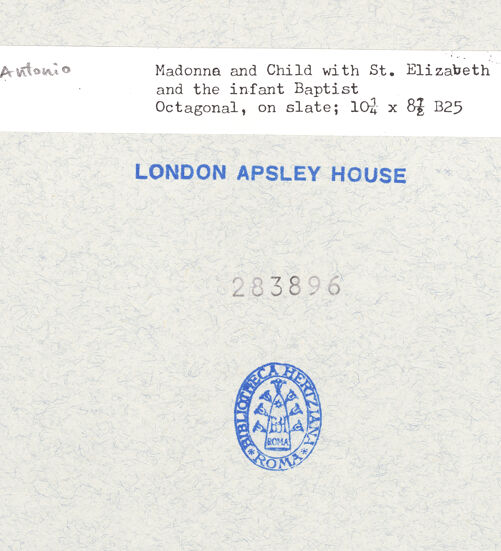 Antonio
Madonna and Child with St. Elizabeth
and the infant Baptist
Octagonal, on slate; 10¼ x 8⅞ B25
LONDON APSLEY HOUSE
283896
BIBLIOTHECA HERTZIANA
BH
ROMA
* ROMA *